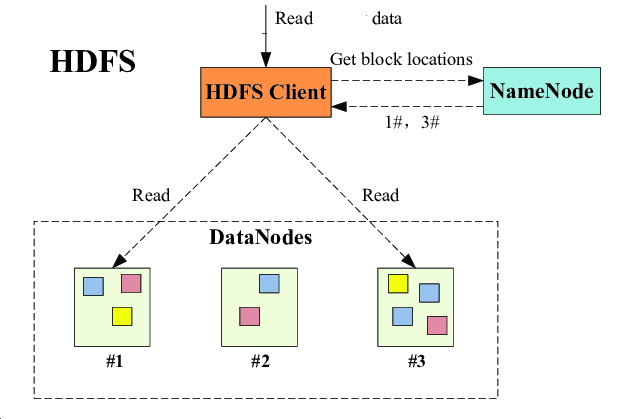 Read data
HDFS
Get block locations
HDFS Client
NameNode
1#，3#
Read
Read
DataNodes
#1
#2
#3